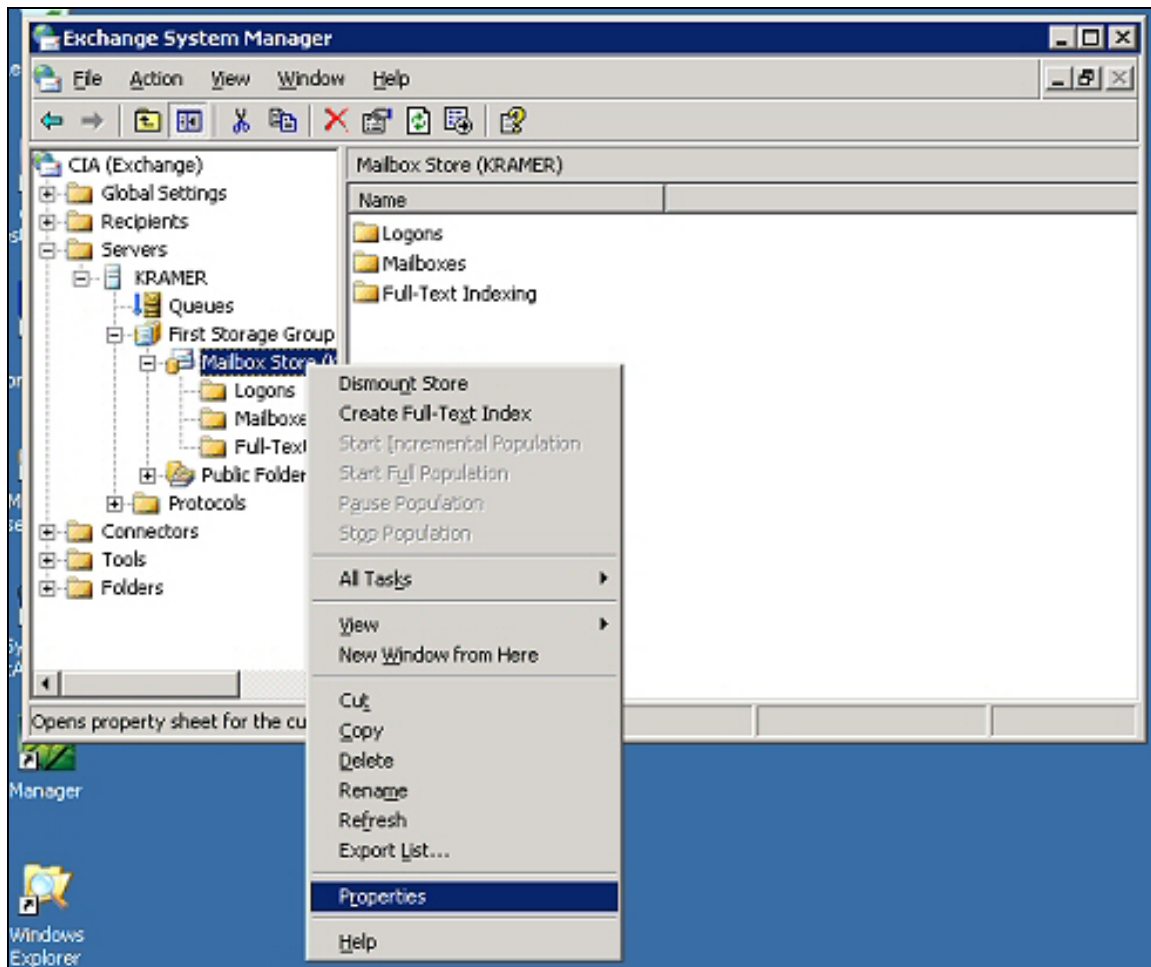 Exchange System Manager
File Action View Window Help
CIA (Exchange)
Global Settings
Recipients
Servers
KRAMER
Queues
First Storage Group
Mailbox Store (
Logons
Mailboxe
Full-Text
Public Folder
Protocols
Connectors
Tools
Folders
Mailbox Store (KRAMER)
Name
Logons
Mailboxes
Full-Text Indexing
Dismount Store
Create Full-Text Index
Start Incremental Population
Start Full Population
Pause Population
Stop Population
All Tasks
View
New Window from Here
Cut
Copy
Delete
Rename
Refresh
Export List...
Properties
Help
Opens property sheet for the cu
Manager
Windows
Explorer